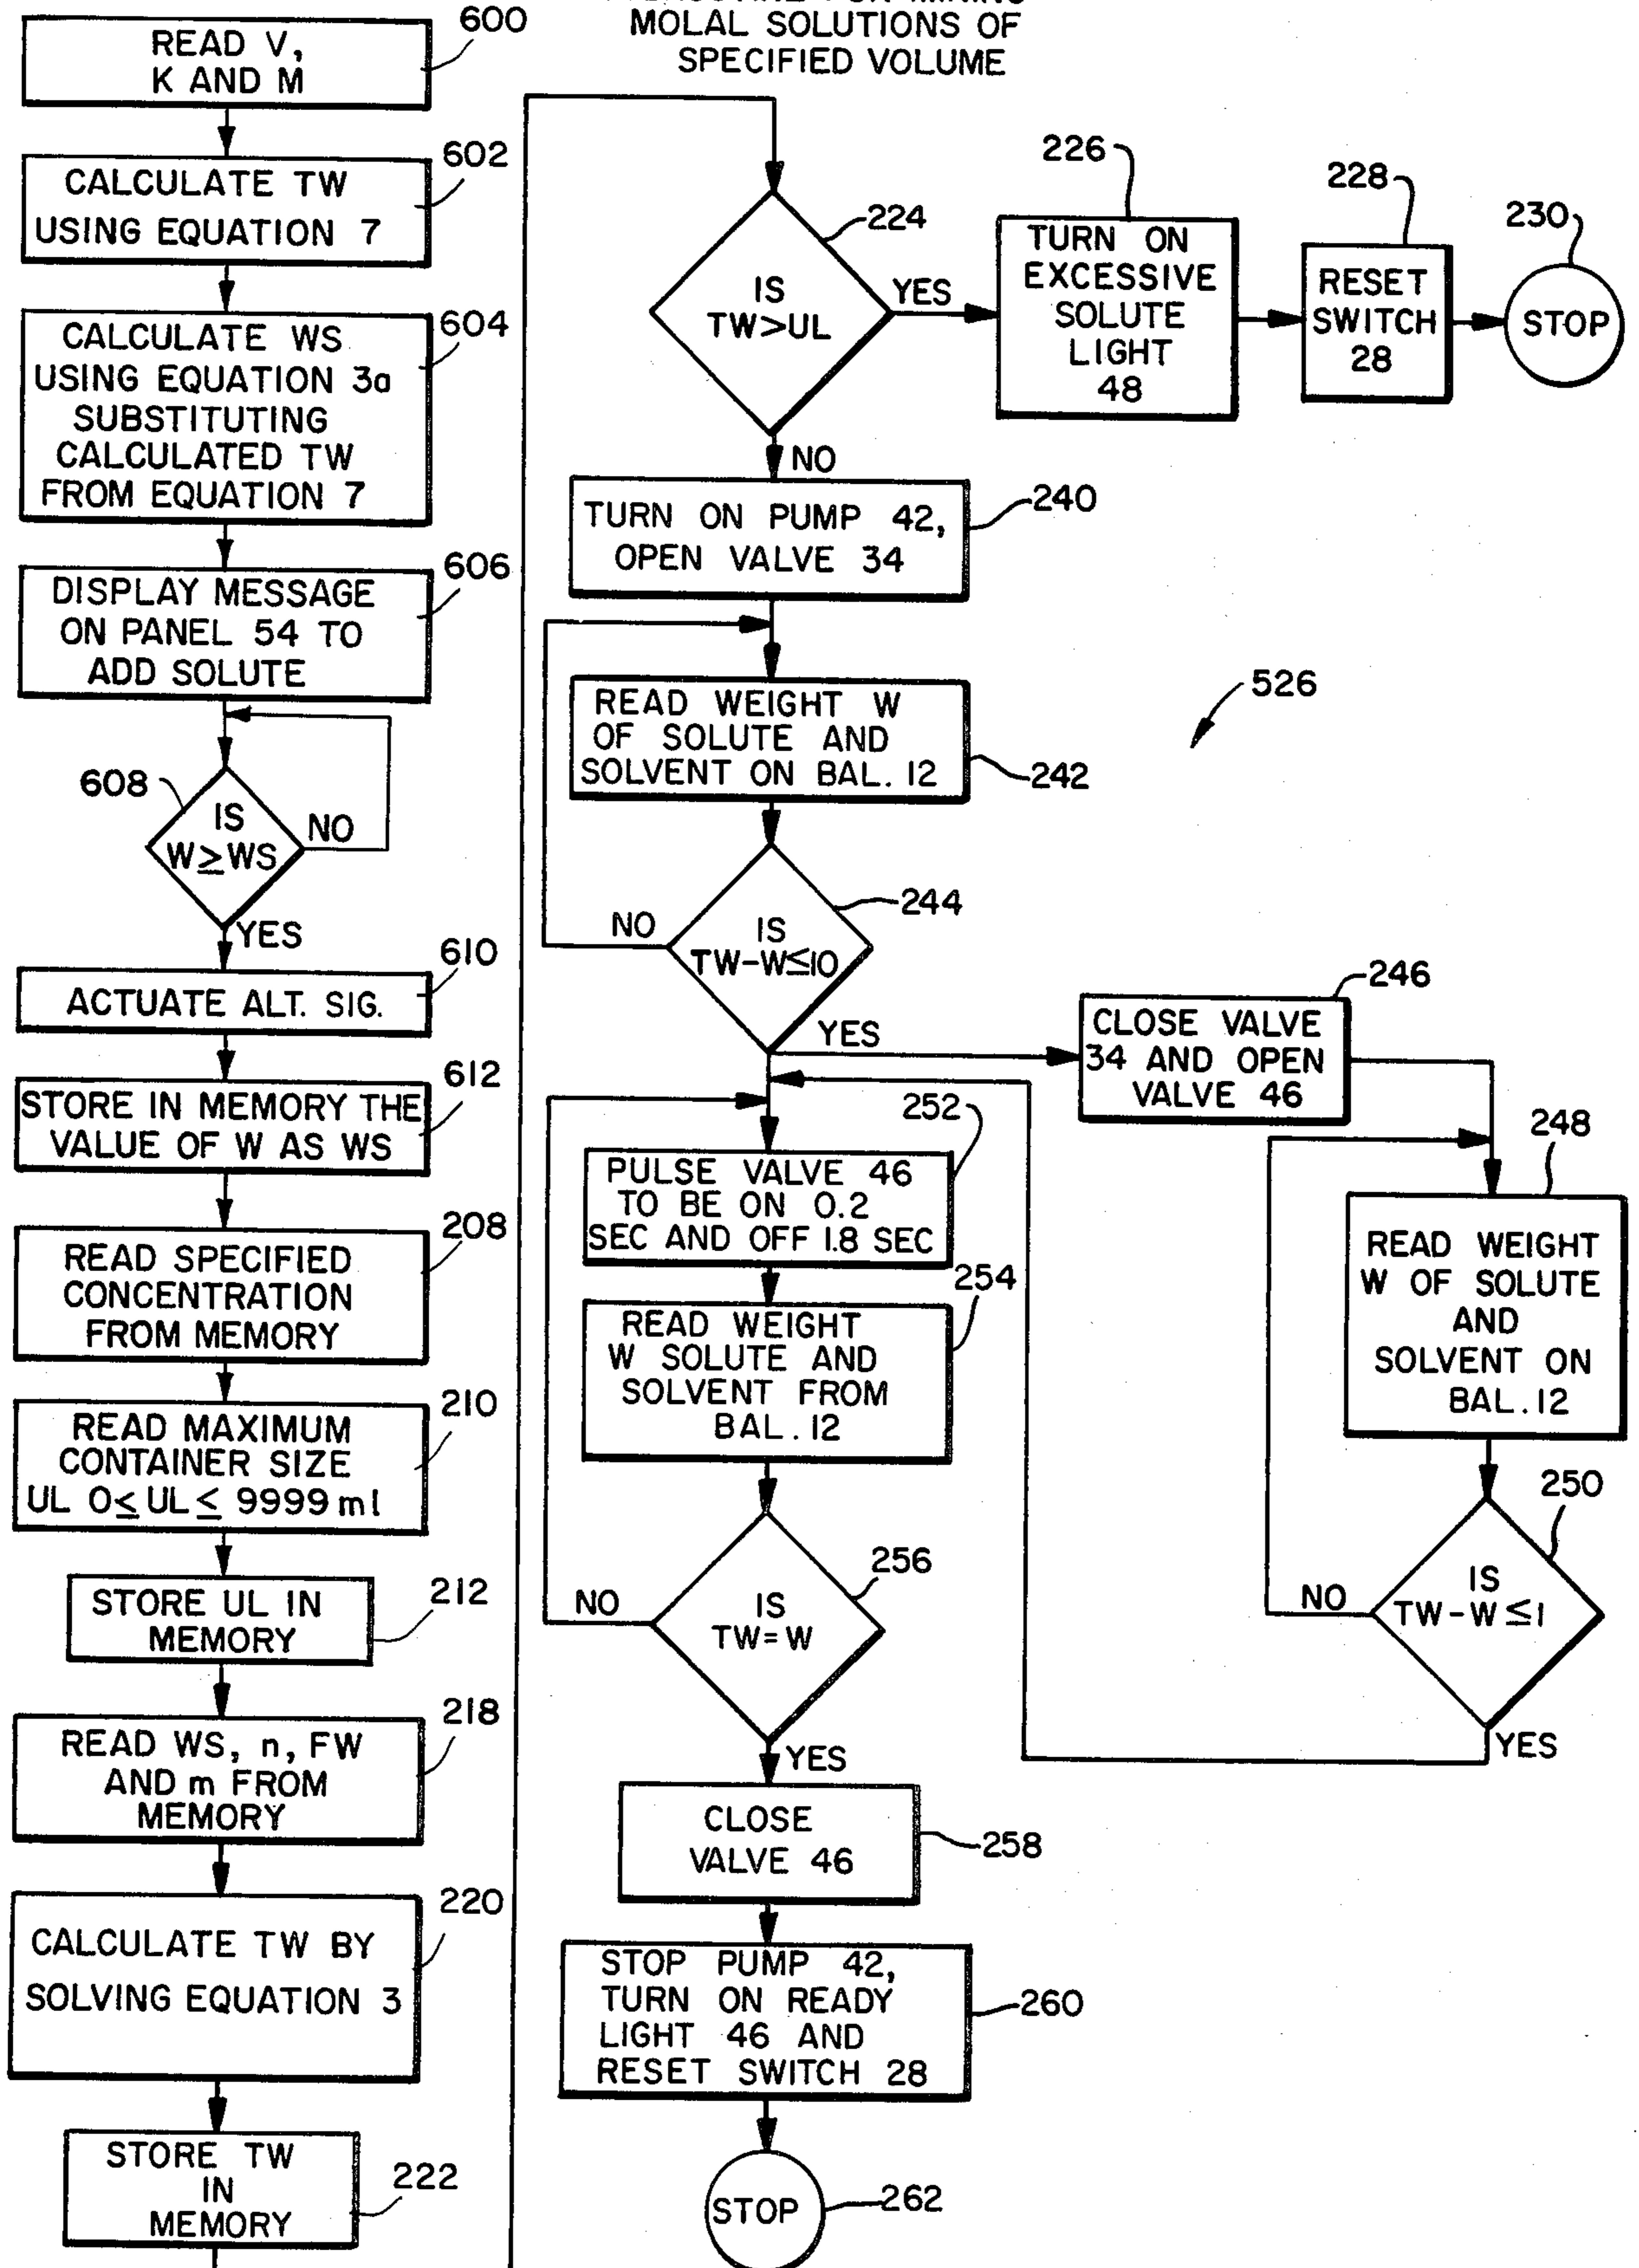 MOLAL SOLUTIONS OF
SPECIFIED VOLUME
600
READ V,
K AND M
602
CALCULATE TW
USING EQUATION 7
604
CALCULATE WS
USING EQUATION 3a
SUBSTITUTING
CALCULATED TW
FROM EQUATION 7
606
DISPLAY MESSAGE
ON PANEL 54 TO
ADD SOLUTE
608
IS
W≥WS
NO
YES
610
ACTUATE ALT. SIG.
612
STORE IN MEMORY THE
VALUE OF W AS WS
208
READ SPECIFIED
CONCENTRATION
FROM MEMORY
210
READ MAXIMUM
CONTAINER SIZE
UL 0≤UL≤ 9999 ml
212
STORE UL IN
MEMORY
218
READ WS, n, FW
AND m FROM
MEMORY
220
CALCULATE TW BY
SOLVING EQUATION 3
222
STORE TW
IN
MEMORY
224
IS
TW>UL
YES
NO
226
TURN ON
EXCESSIVE
SOLUTE
LIGHT
48
228
RESET
SWITCH
28
230
STOP
240
TURN ON PUMP 42,
OPEN VALVE 34
526
242
READ WEIGHT W
OF SOLUTE AND
SOLVENT ON BAL. 12
244
IS
TW-W≤10
NO
YES
246
CLOSE VALVE
34 AND OPEN
VALVE 46
248
READ WEIGHT
W OF SOLUTE
AND
SOLVENT ON
BAL. 12
250
IS
TW-W≤1
NO
YES
252
PULSE VALVE 46
TO BE ON 0.2
SEC AND OFF 1.8 SEC
254
READ WEIGHT
W SOLUTE AND
SOLVENT FROM
BAL. 12
256
IS
TW=W
NO
YES
258
CLOSE
VALVE 46
260
STOP PUMP 42,
TURN ON READY
LIGHT 46 AND
RESET SWITCH 28
262
STOP